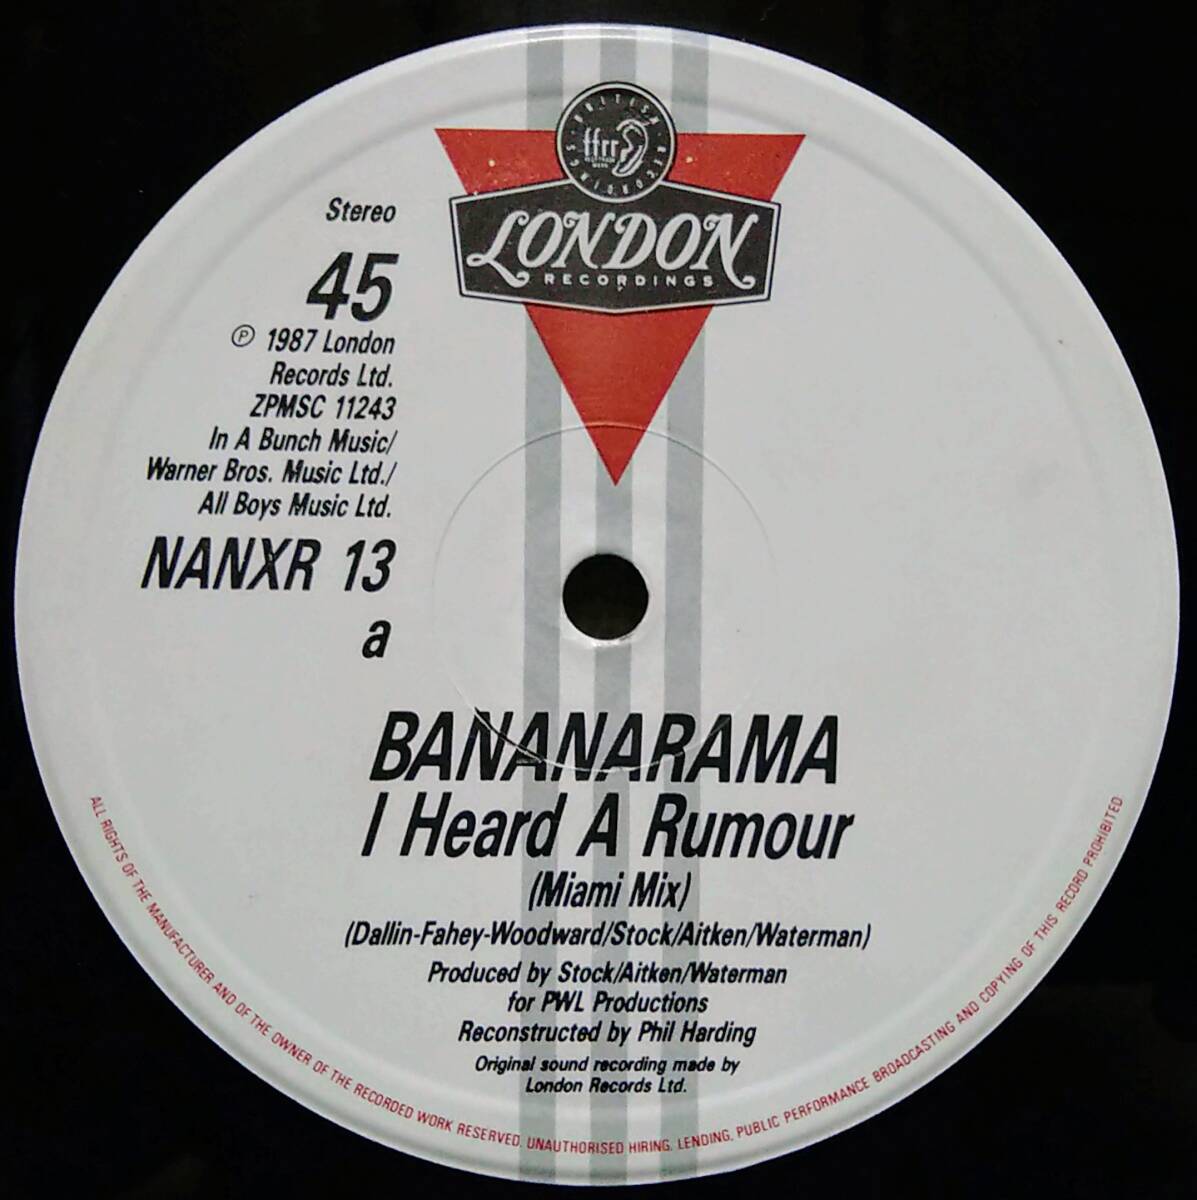 BRITISH RECORDINGS
ffrr
LONDON
RECORDINGS
Stereo
45
Ⓟ 1987 London
Records Ltd.
ZPMSC 11243
In A Bunch Music/
Warner Bros. Music Ltd./
All Boys Music Ltd.
NANXR 13
a
BANANARAMA
I Heard A Rumour
(Miami Mix)
(Dallin-Fahey-Woodward/Stock/Aitken/Waterman)
Produced by Stock/Aitken/Waterman
for PWL Productions
Reconstructed by Phil Harding
Original sound recording made by
London Records Ltd.
ALL RIGHTS OF THE MANUFACTURER AND OF THE OWNER OF THE RECORDED WORK RESERVED. UNAUTHORISED HIRING, LENDING, PUBLIC PERFORMANCE BROADCASTING AND COPYING OF THIS RECORD PROHIBITED.